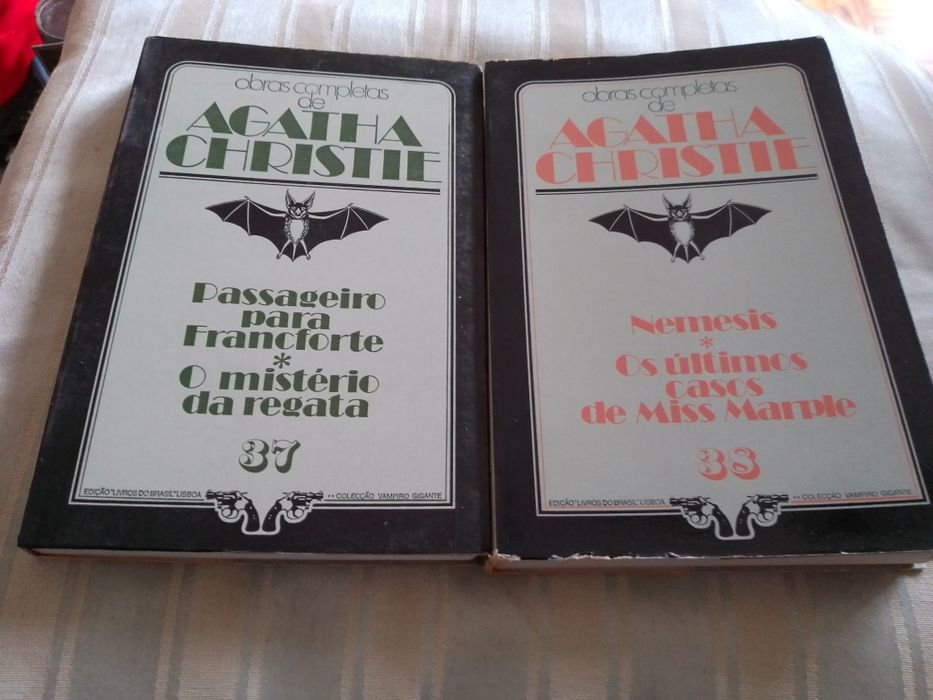 obras completas
de
AGATHA
CHRISTIE
Passageiro
para
Francforte
*
O mistério
da regata
37
EDIÇÃO "LIVROS DO BRASIL" LISBOA
** COLECÇÃO VAMPIRO GIGANTE
obras completas
de
AGATHA
CHRISTIE
Nemesis
*
Os últimos
casos
de Miss Marple
38
EDIÇÃO "LIVROS DO BRASIL" LISBOA
** COLECÇÃO VAMPIRO GIGANTE